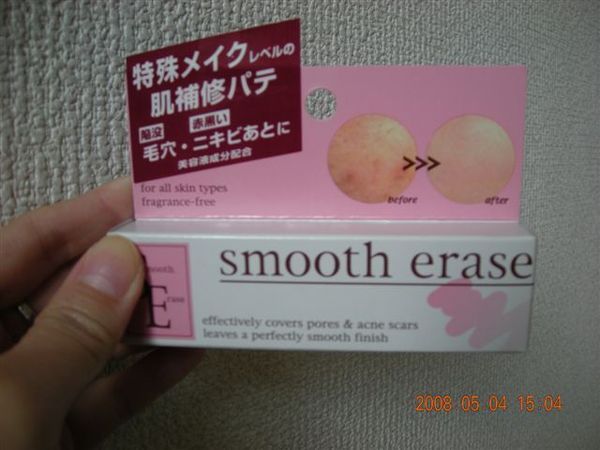 特殊メイクレベルの
肌補修パテ
陥没 赤黒い
毛穴・ニキビあとに
美容液成分配合
for all skin types
fragrance-free
before >>> after
smooth erase
smooth
erase
E
effectively covers pores & acne scars
leaves a perfectly smooth finish
2008 05 04 15:04